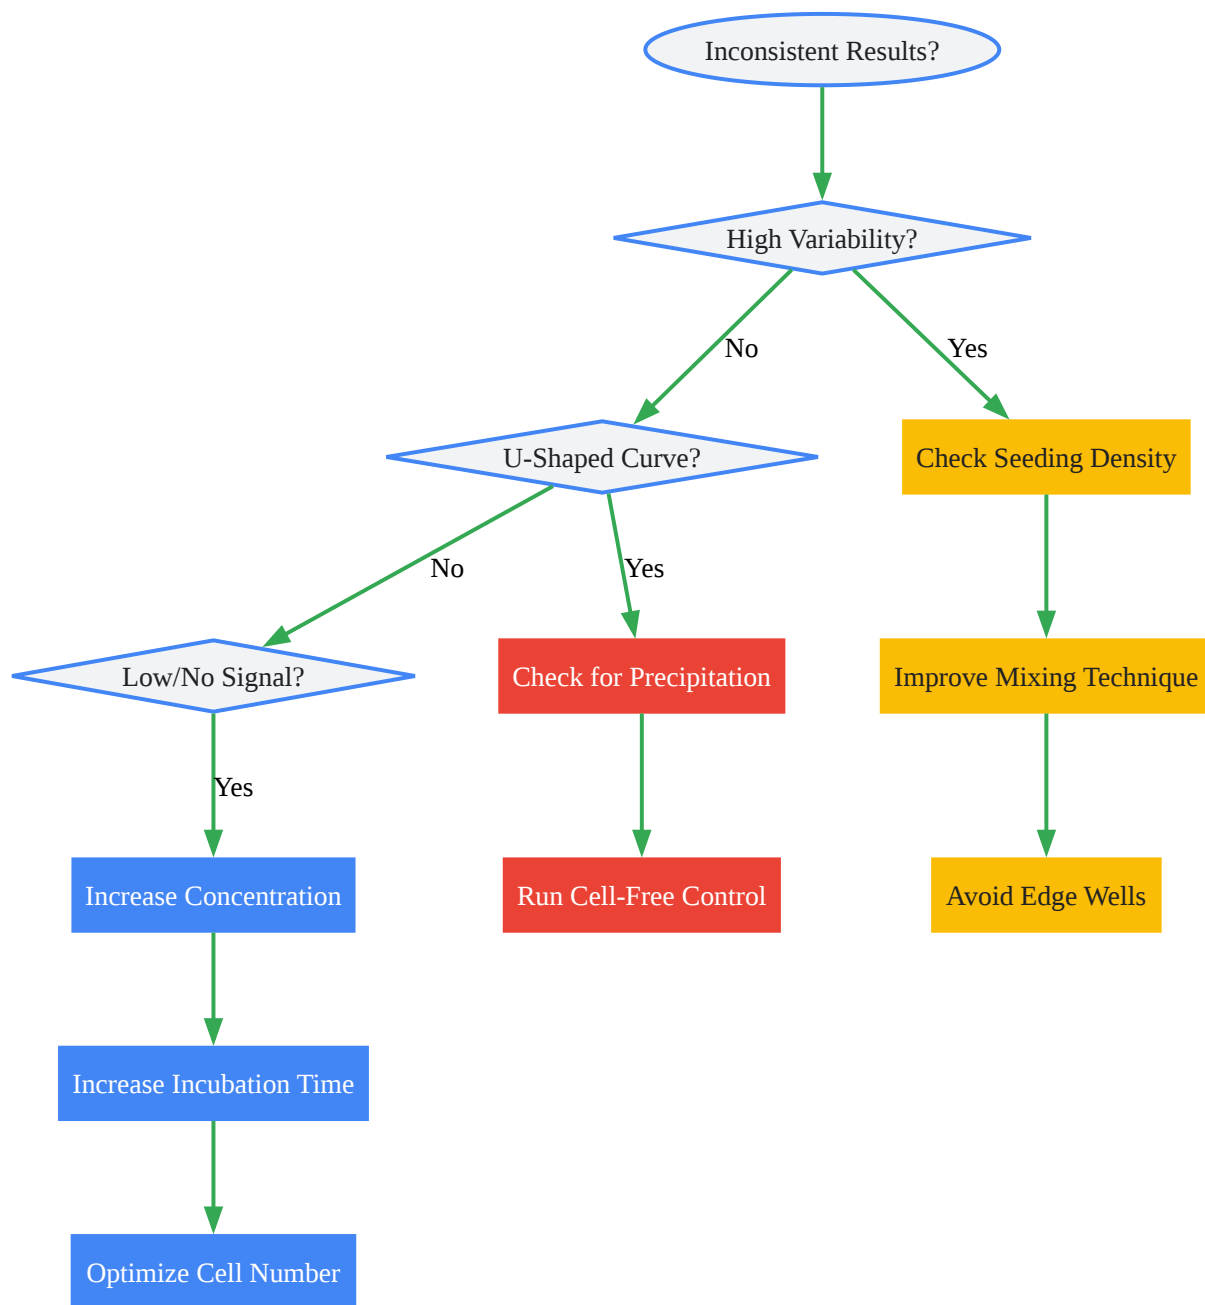 Inconsistent Results?
High Variability?
No
Yes
U-Shaped Curve?
Check Seeding Density
No
Yes
Low/No Signal?
Check for Precipitation
Improve Mixing Technique
Yes
Increase Concentration
Run Cell-Free Control
Avoid Edge Wells
Increase Incubation Time
Optimize Cell Number